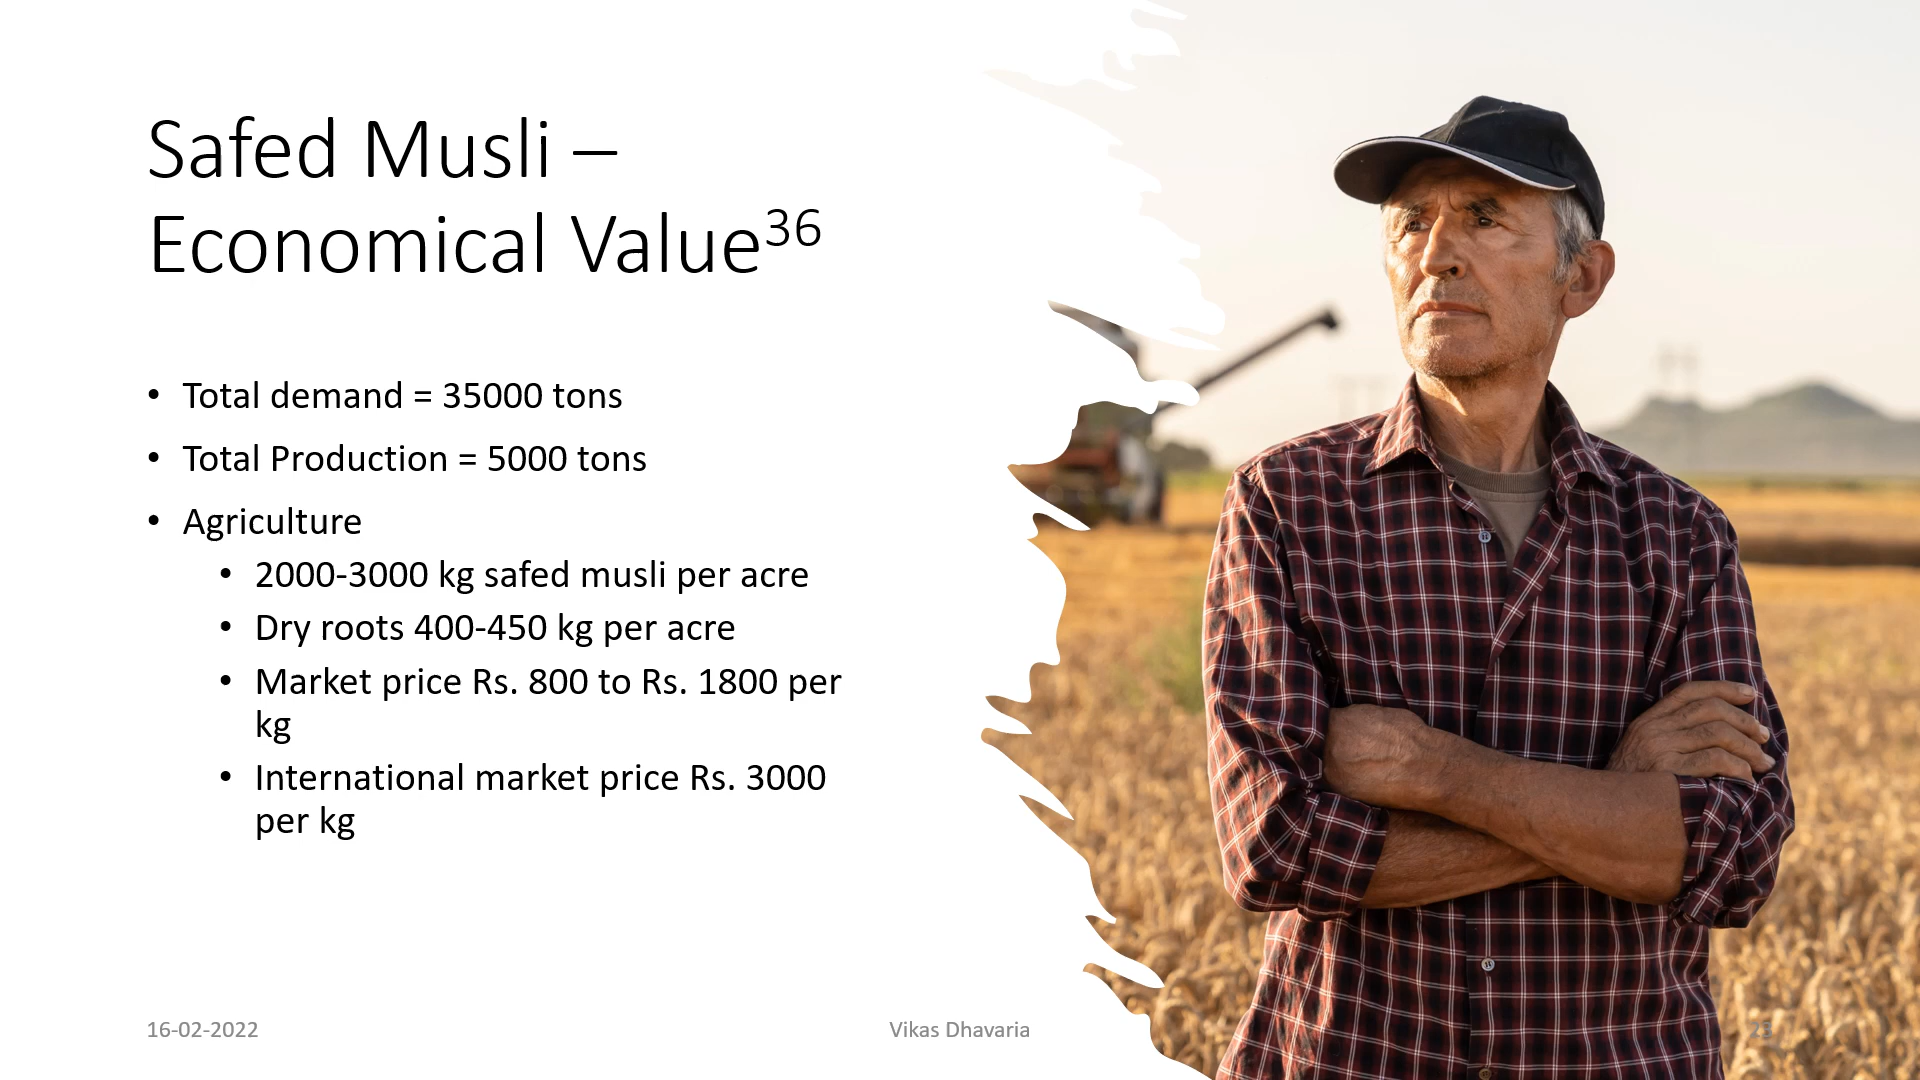 Safed Musli –
Economical Value36
• Total demand = 35000 tons
• Total Production = 5000 tons
• Agriculture
• 2000-3000 kg safed musli per acre
• Dry roots 400-450 kg per acre
• Market price Rs. 800 to Rs. 1800 per
kg
• International market price Rs. 3000
per kg
16-02-2022
Vikas Dhavaria